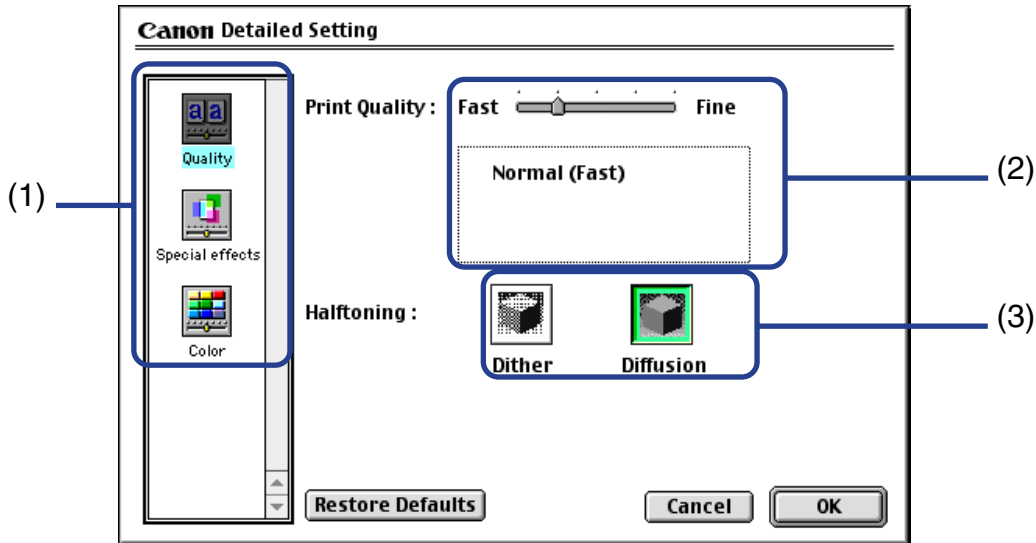 Canon Detailed Setting
(1)
Quality
Special effects
Color
Print Quality : Fast Fine
Normal (Fast)
(2)
Halftoning :
Dither Diffusion
(3)
Restore Defaults Cancel OK